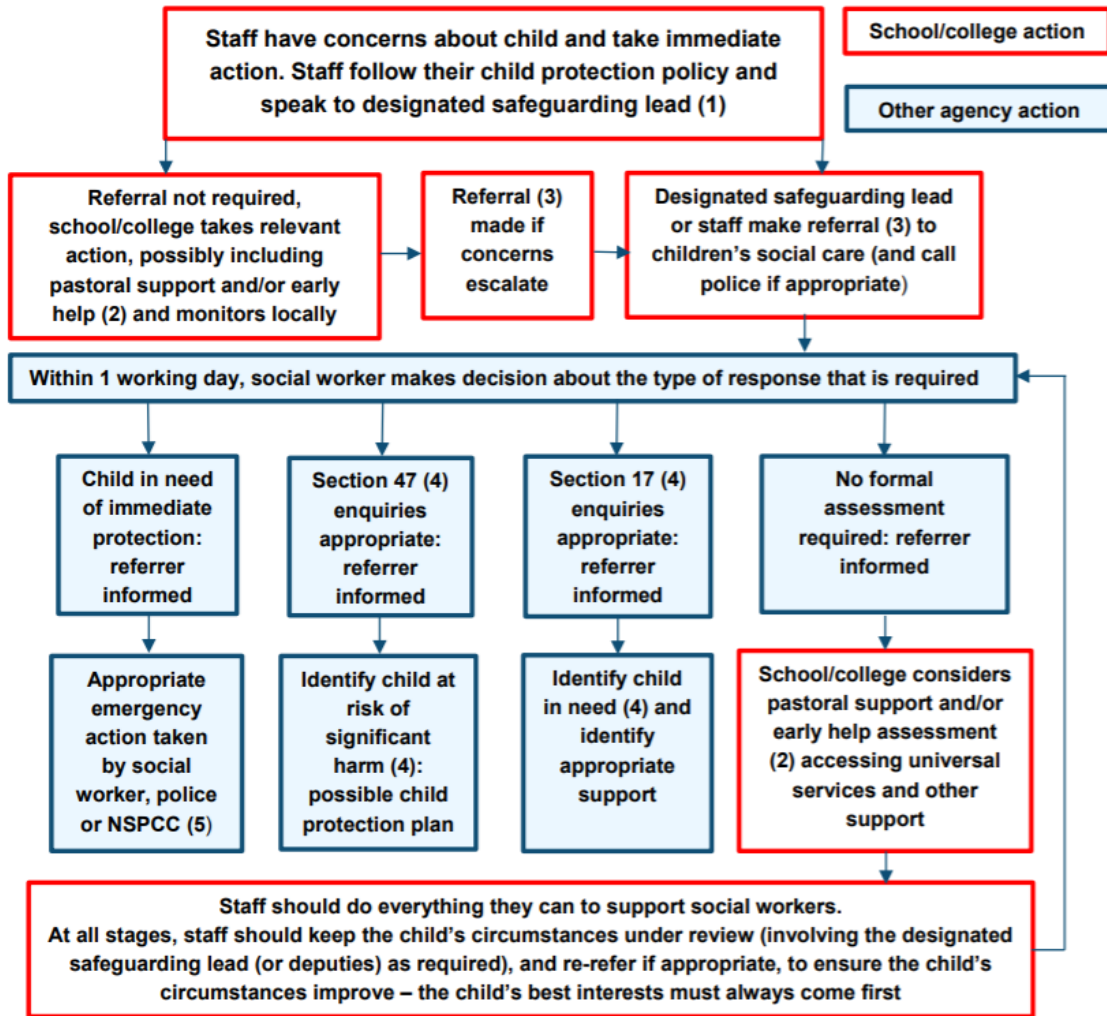 Staff have concerns about child and take immediate
action. Staff follow their child protection policy and
speak to designated safeguarding lead (1)
School/college action
Other agency action
Referral not required,
school/college takes relevant
action, possibly including
pastoral support and/or early
help (2) and monitors locally
Referral (3)
made if
concerns
escalate
Designated safeguarding lead
or staff make referral (3) to
children’s social care (and call
police if appropriate)
Within 1 working day, social worker makes decision about the type of response that is required
Child in need
of immediate
protection:
referrer
informed
Section 47 (4)
enquiries
appropriate:
referrer
informed
Section 17 (4)
enquiries
appropriate:
referrer
informed
No formal
assessment
required: referrer
informed
Appropriate
emergency
action taken
by social
worker, police
or NSPCC (5)
Identify child at
risk of
significant
harm (4):
possible child
protection plan
Identify child
in need (4) and
identify
appropriate
support
School/college considers
pastoral support and/or
early help assessment
(2) accessing universal
services and other
support
Staff should do everything they can to support social workers.
At all stages, staff should keep the child’s circumstances under review (involving the designated
safeguarding lead (or deputies) as required), and re-refer if appropriate, to ensure the child’s
circumstances improve – the child’s best interests must always come first